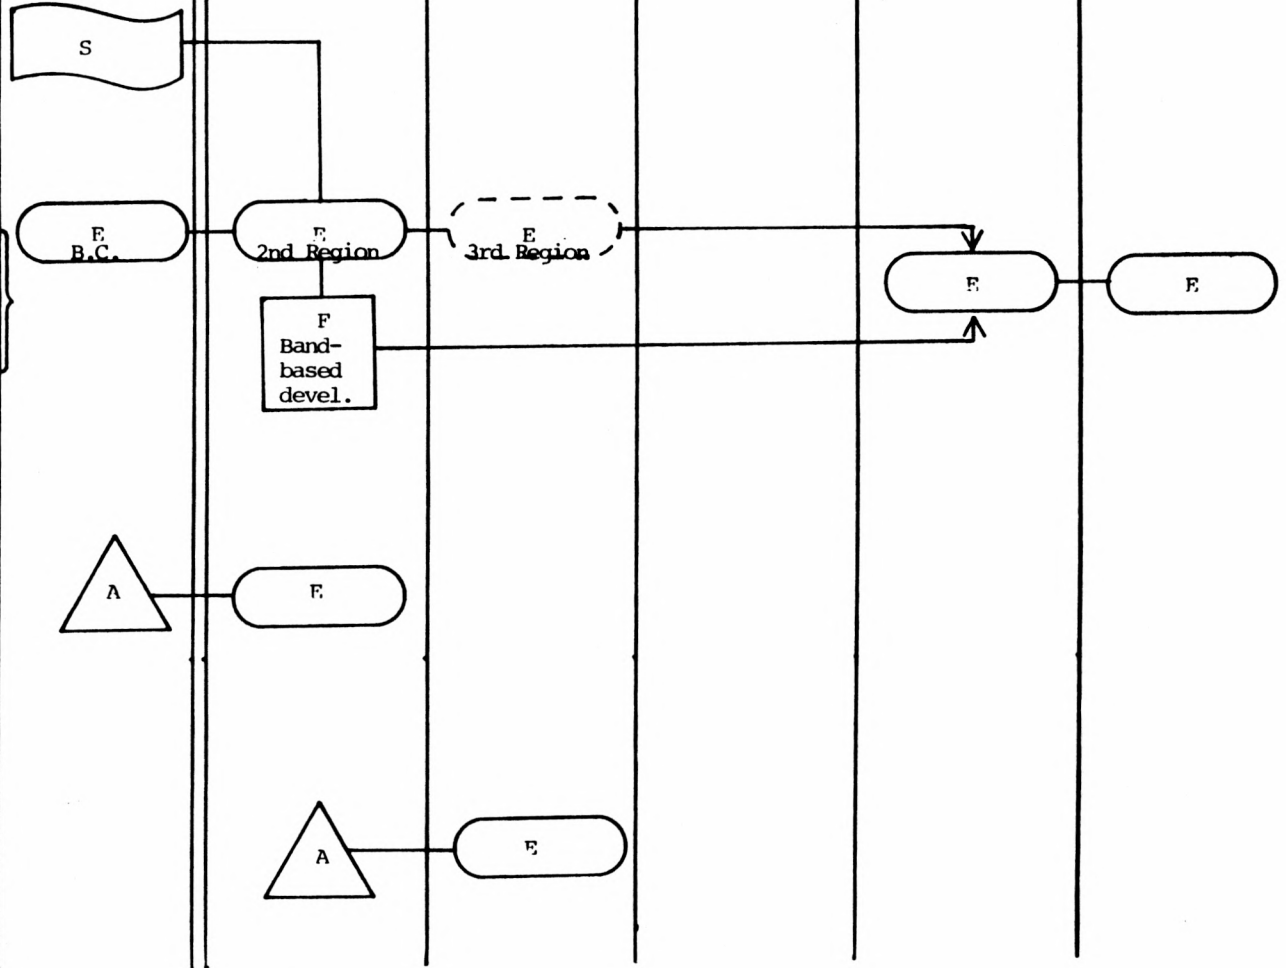 S
E
B.C.
E
2nd Region
E
3rd Region
E
E
F
Band-
based
devel.
A
E
A
E